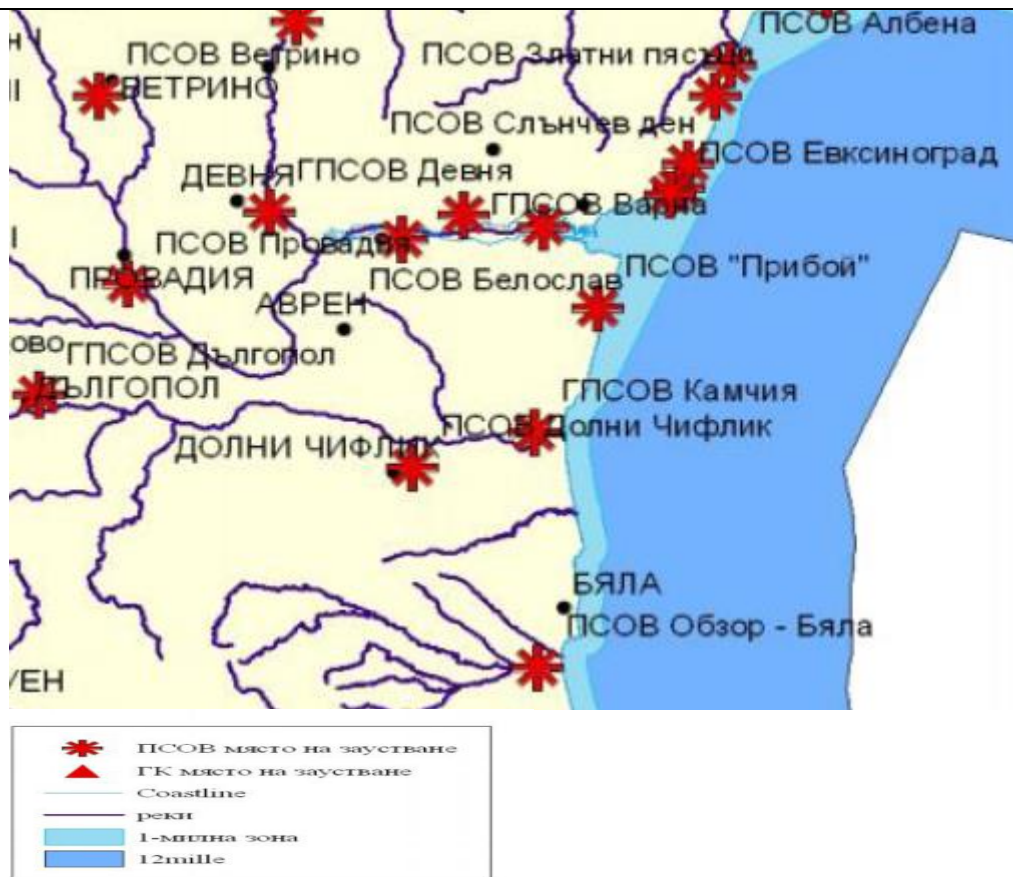 ПСОВ Албена
ПСОВ Ветрино
ПСОВ Златни пясъци
ВЕТРИНО
ПСОВ Слънчев ден
ПСОВ Евксиноград
ДЕВНЯ
ГПСОВ Девня
ГПСОВ Варна
ПСОВ Провадия
ПСОВ "Прибой"
ПРОВАДИЯ
ПСОВ Белослав
АВРЕН
ОВО
ГПСОВ Дългопол
ДЪЛГОПОЛ
ГПСОВ Камчия
ПСОВ Долни Чифлик
ДОЛНИ ЧИФЛИК
БЯЛА
ПСОВ Обзор - Бяла
УЕН
ПСОВ място на заустване
ГК място на заустване
Coastline
реки
1-милна зона
12mille